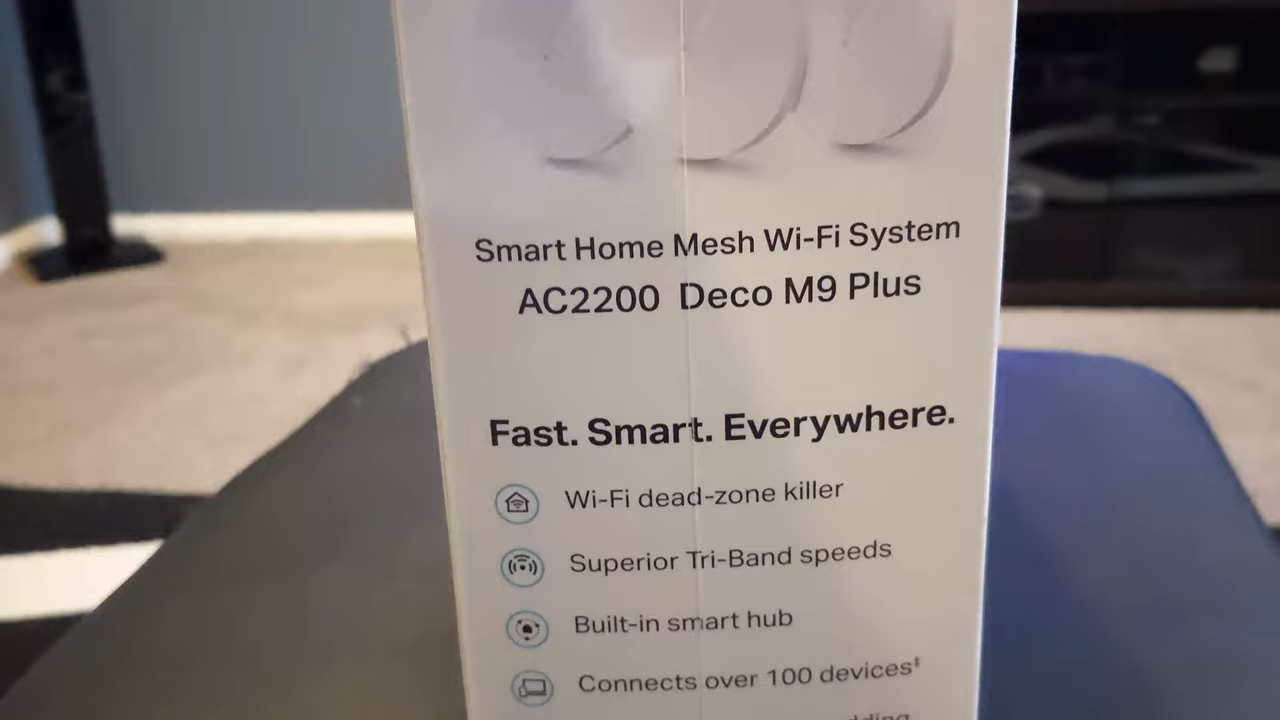 Smart Home Mesh Wi-Fi System
AC2200 Deco M9 Plus
Fast. Smart. Everywhere.
Wi-Fi dead-zone killer
Superior Tri-Band speeds
Built-in smart hub
Connects over 100 devices‡